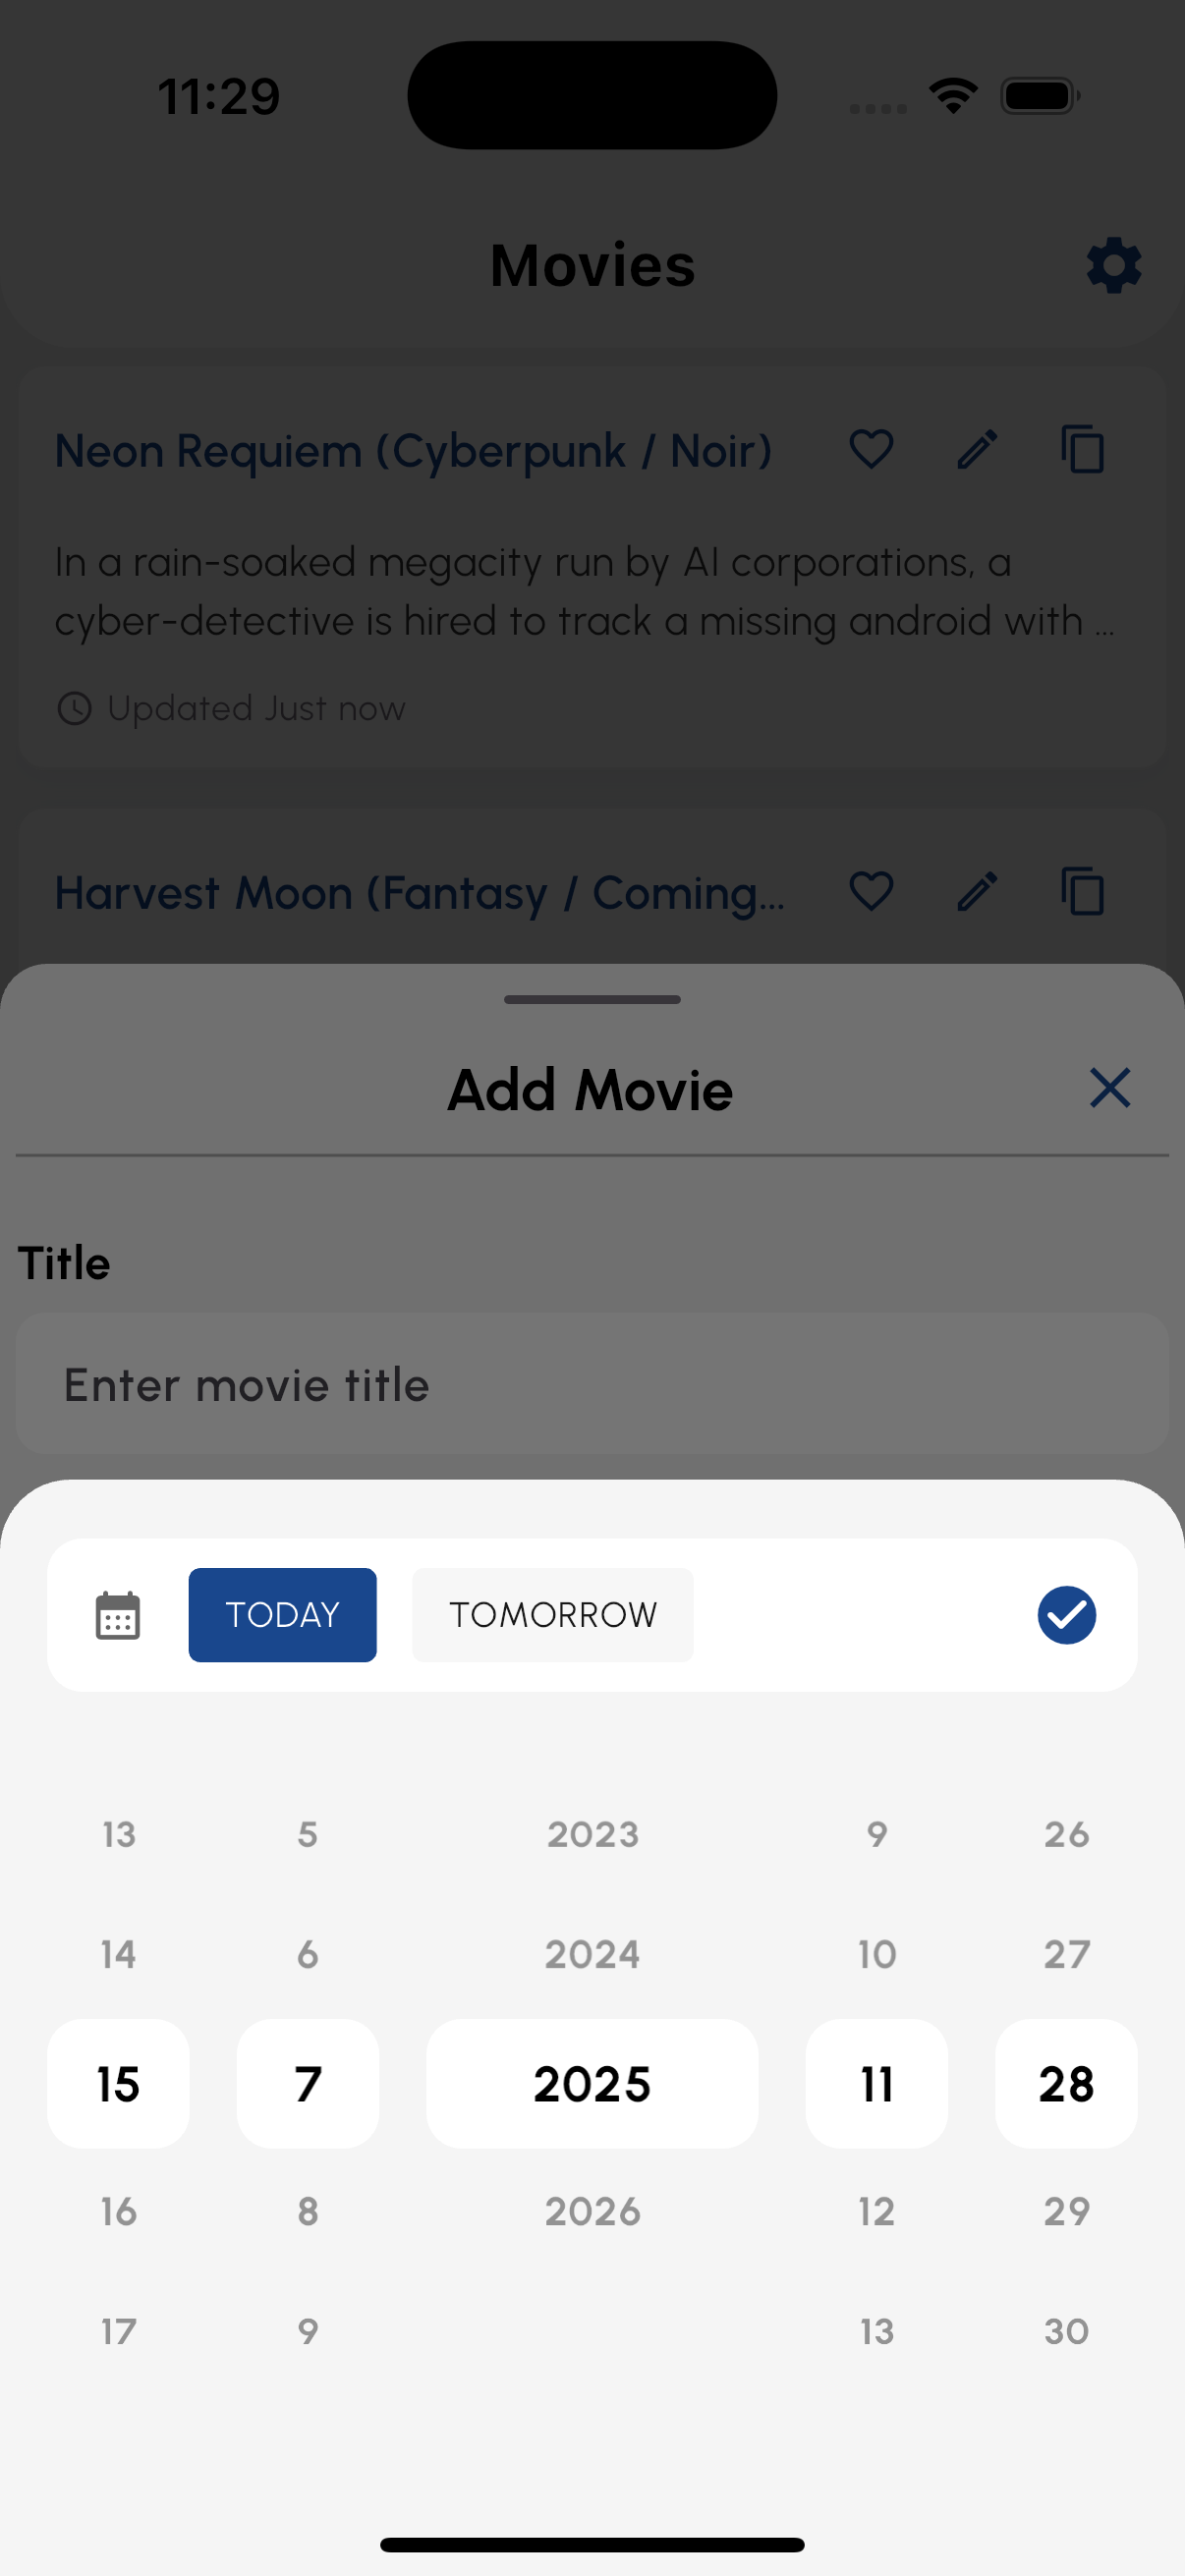 11:29
Movies
Neon Requiem (Cyberpunk / Noir)
In a rain-soaked megacity run by AI corporations, a
cyber-detective is hired to track a missing android with ...
Updated Just now
Harvest Moon (Fantasy / Coming...
Add Movie
Title
Enter movie title
TODAY TOMORROW
13 5 2023 9 26
14 6 2024 10 27
15 7 2025 11 28
16 8 2026 12 29
17 9 13 30